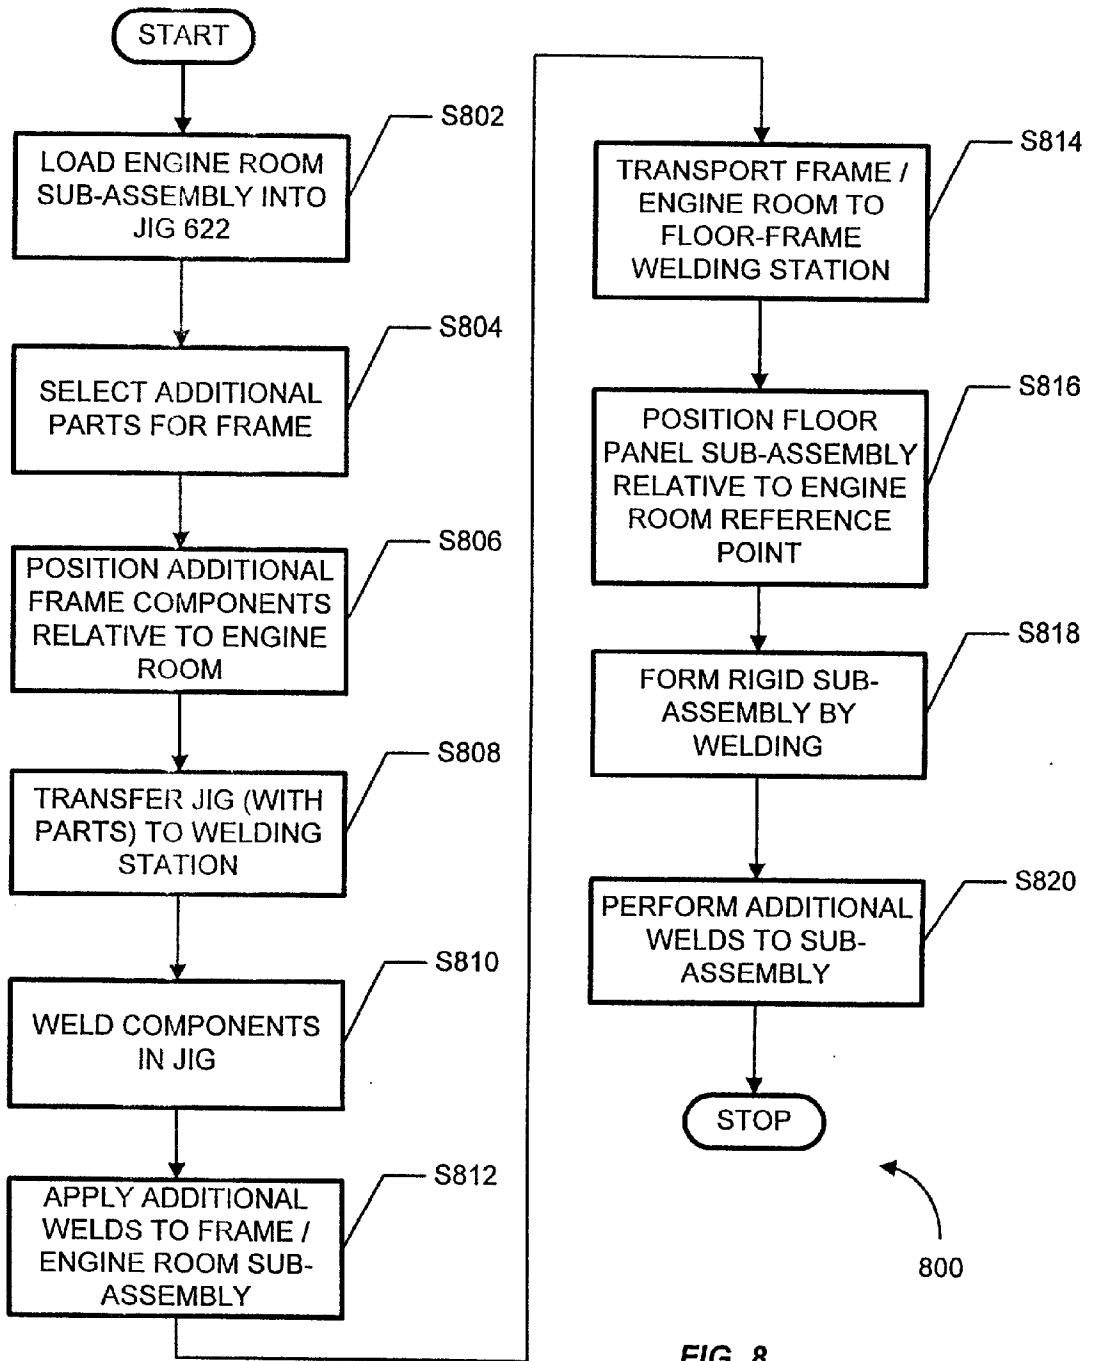 START
S802
LOAD ENGINE ROOM
SUB-ASSEMBLY INTO
JIG 622
S804
SELECT ADDITIONAL
PARTS FOR FRAME
S806
POSITION ADDITIONAL
FRAME COMPONENTS
RELATIVE TO ENGINE
ROOM
S808
TRANSFER JIG (WITH
PARTS) TO WELDING
STATION
S810
WELD COMPONENTS
IN JIG
S812
APPLY ADDITIONAL
WELDS TO FRAME /
ENGINE ROOM SUB-
ASSEMBLY
S814
TRANSPORT FRAME /
ENGINE ROOM TO
FLOOR-FRAME
WELDING STATION
S816
POSITION FLOOR
PANEL SUB-ASSEMBLY
RELATIVE TO ENGINE
ROOM REFERENCE
POINT
S818
FORM RIGID SUB-
ASSEMBLY BY
WELDING
S820
PERFORM ADDITIONAL
WELDS TO SUB-
ASSEMBLY
STOP
800
FIG. 8